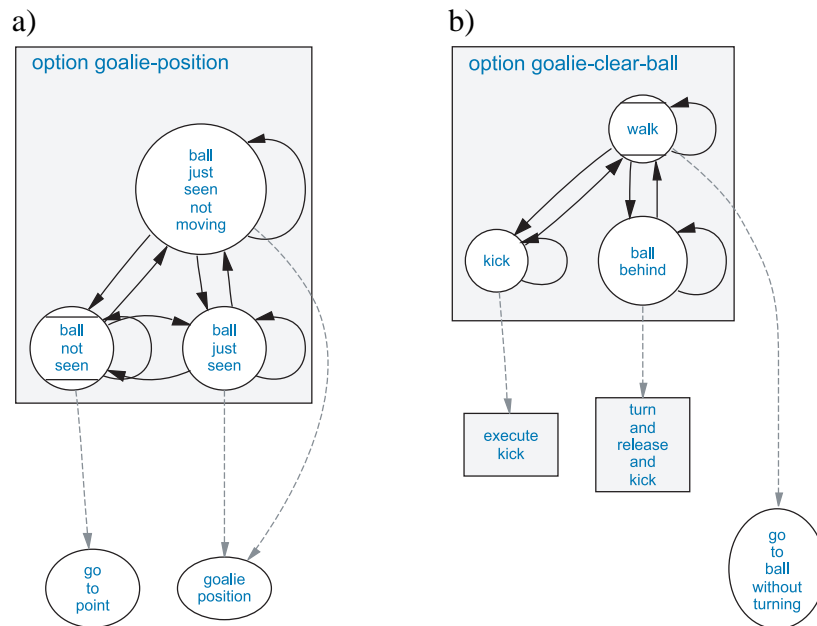 a)
option goalie-position
ball
just
seen
not
moving
ball
not
seen
ball
just
seen
go
to
point
goalie
position
b)
option goalie-clear-ball
walk
kick
ball
behind
execute
kick
turn
and
release
and
kick
go
to
ball
without
turning